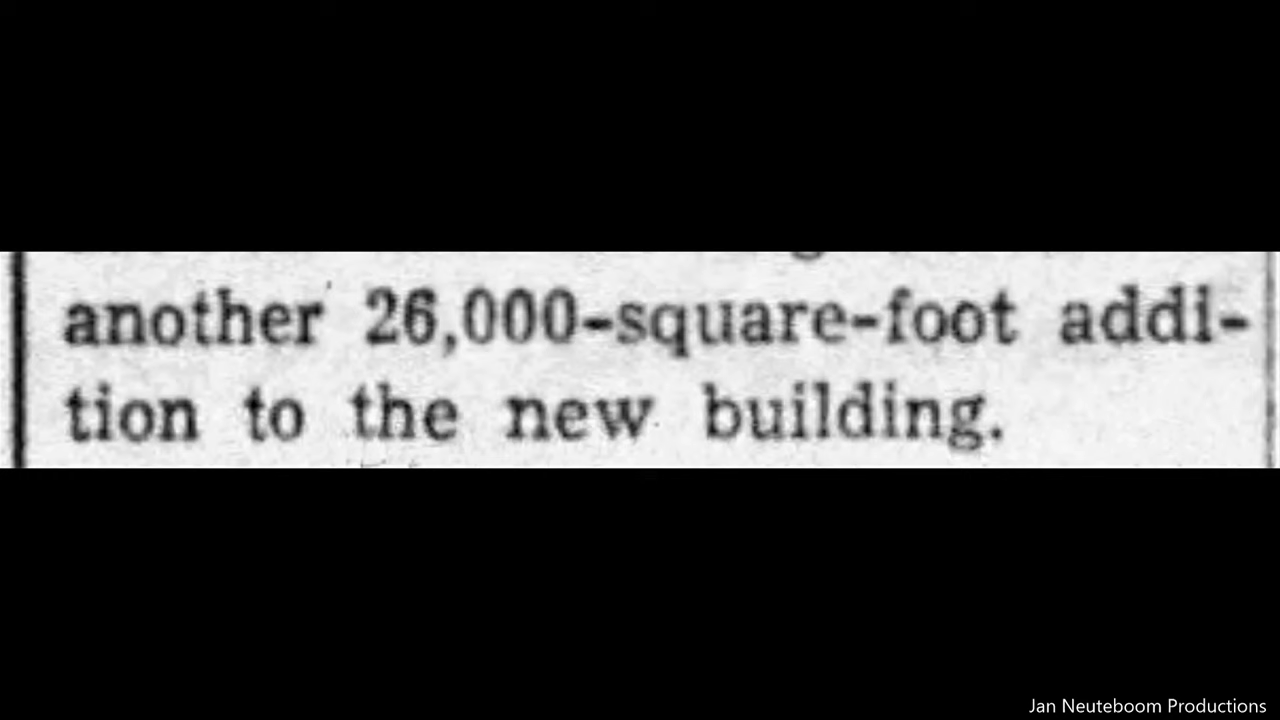 another 26,000-square-foot addi-
tion to the new building.
Jan Neuteboom Productions